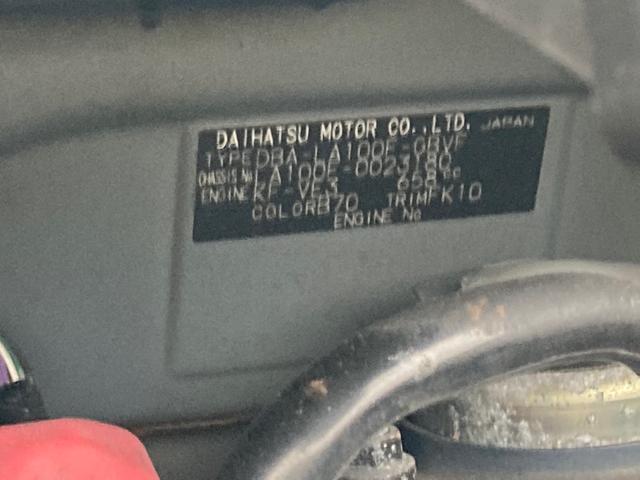 DAIHATSU MOTOR CO.,LTD. JAPAN
TYPE DBA-LA100F-GBVF
CHASSIS No LA100F-0023180
ENGINE KF-VE3 658cc
COLOR B70 TRIM FK10
ENGINE No